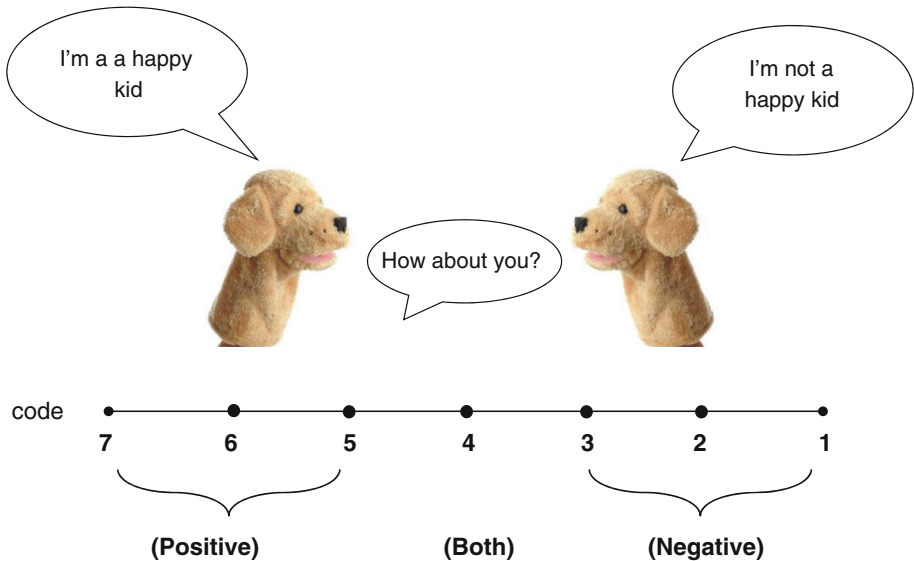 I'm a a happy
kid
I'm not a
happy kid
How about you?
code
7 6 5 4 3 2 1
(Positive) (Both) (Negative)